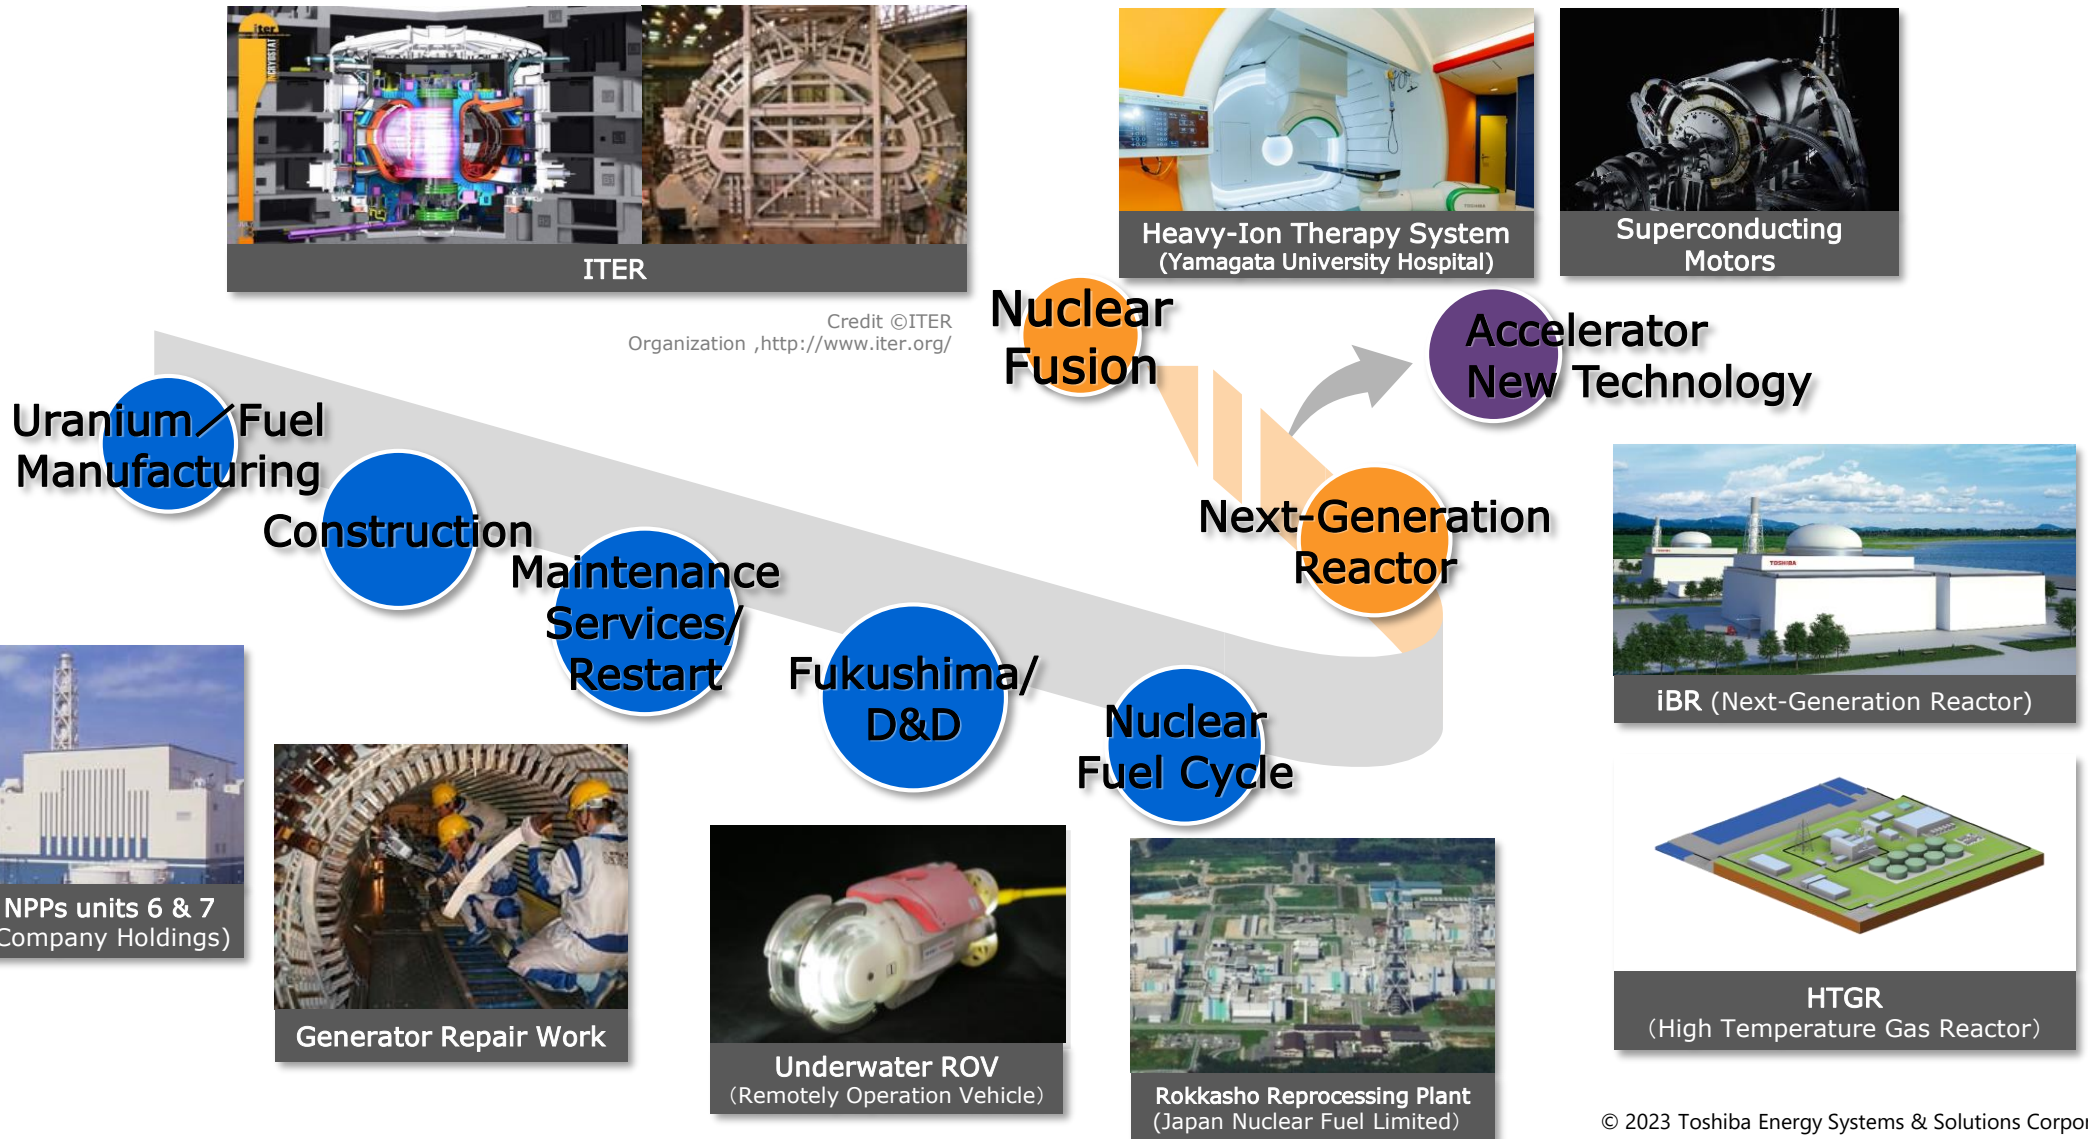 iter
CRYOSTAT
ITER
Credit ©ITER
Organization ,http://www.iter.org/
Heavy-Ion Therapy System
(Yamagata University Hospital)
Superconducting
Motors
Nuclear
Fusion
Accelerator
New Technology
Uranium／Fuel
Manufacturing
Construction
Maintenance
Services/
Restart
Fukushima/
D&D
Nuclear
Fuel Cycle
Next-Generation
Reactor
TOSHIBA
iBR (Next-Generation Reactor)
NPPs units 6 & 7
Company Holdings)
Generator Repair Work
Underwater ROV
（Remotely Operation Vehicle）
Rokkasho Reprocessing Plant
(Japan Nuclear Fuel Limited）
HTGR
（High Temperature Gas Reactor）
© 2023 Toshiba Energy Systems & Solutions Corpor